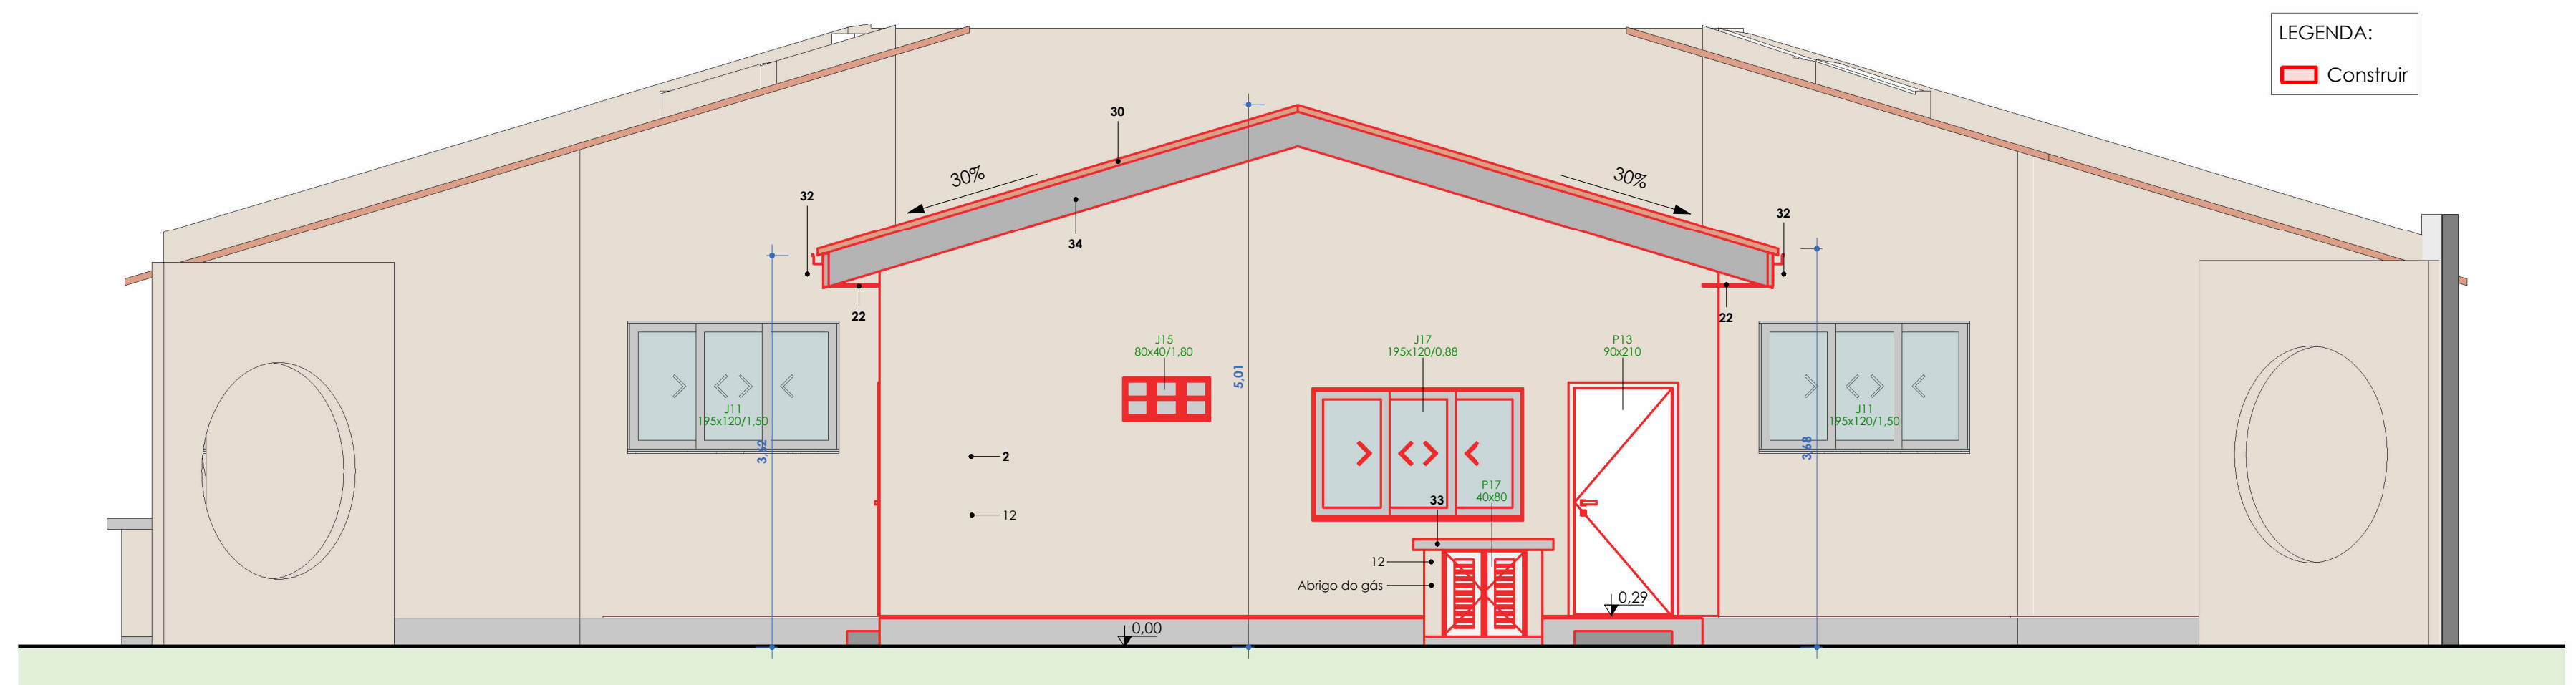 LEGENDA:
Construir
30
30%
30%
32
32
34
22
22
J15
80x40/1,80
J17
195x120/0,88
P13
90x210
5,01
J11
195x120/1,50
3,62
J11
195x120/1,50
3,68
2
P17
40x80
33
12
12
Abrigo do gás
0,29
0,00